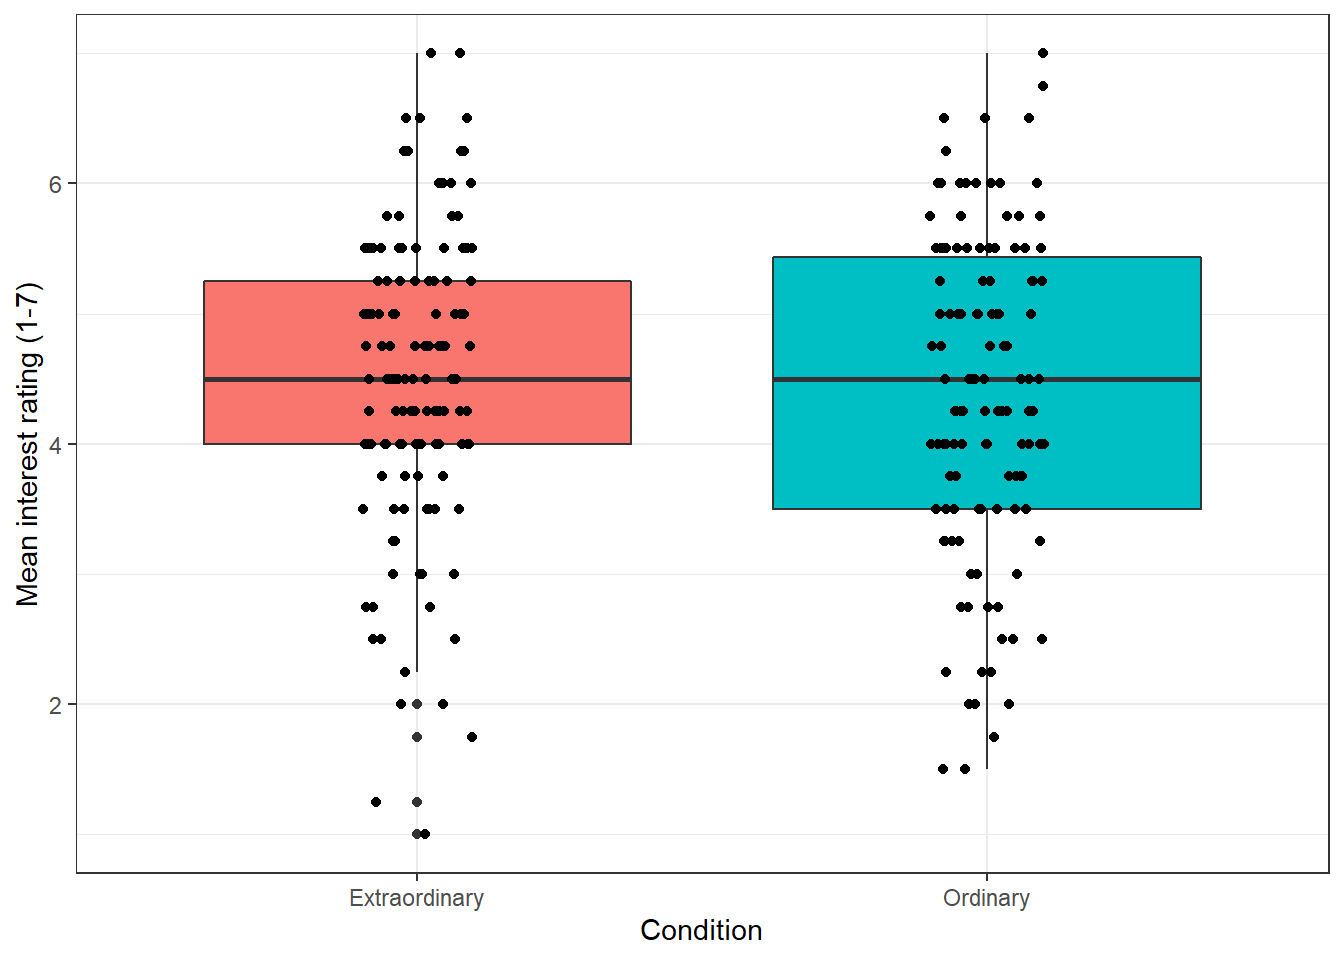 Mean interest rating (1-7)
6
4
2
Extraordinary
Ordinary
Condition